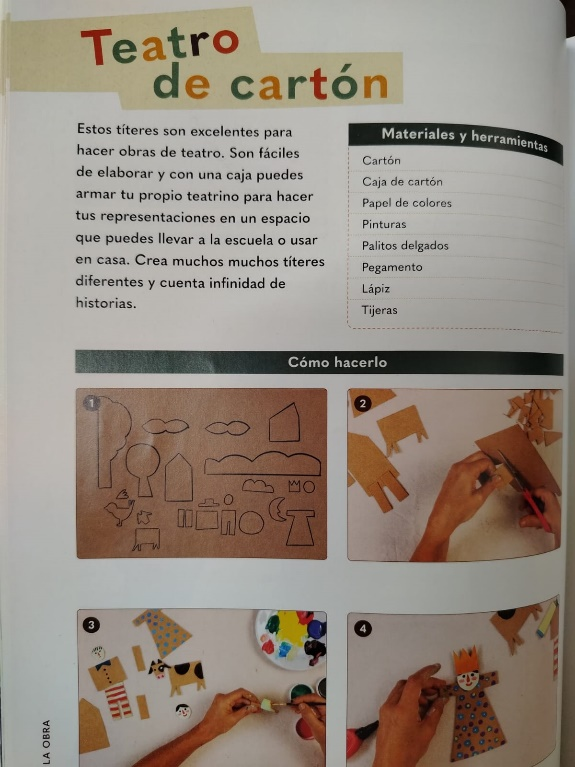 Teatro
de cartón
Estos títeres son excelentes para
hacer obras de teatro. Son fáciles
de elaborar y con una caja puedes
armar tu propio teatrino para hacer
tus representaciones en un espacio
que puedes llevar a la escuela o usar
en casa. Crea muchos muchos títeres
diferentes y cuenta infinidad de
historias.
Materiales y herramientas
Cartón
Caja de cartón
Papel de colores
Pinturas
Palitos delgados
Pegamento
Lápiz
Tijeras
Cómo hacerlo
1
2
3
4
LA OBRA